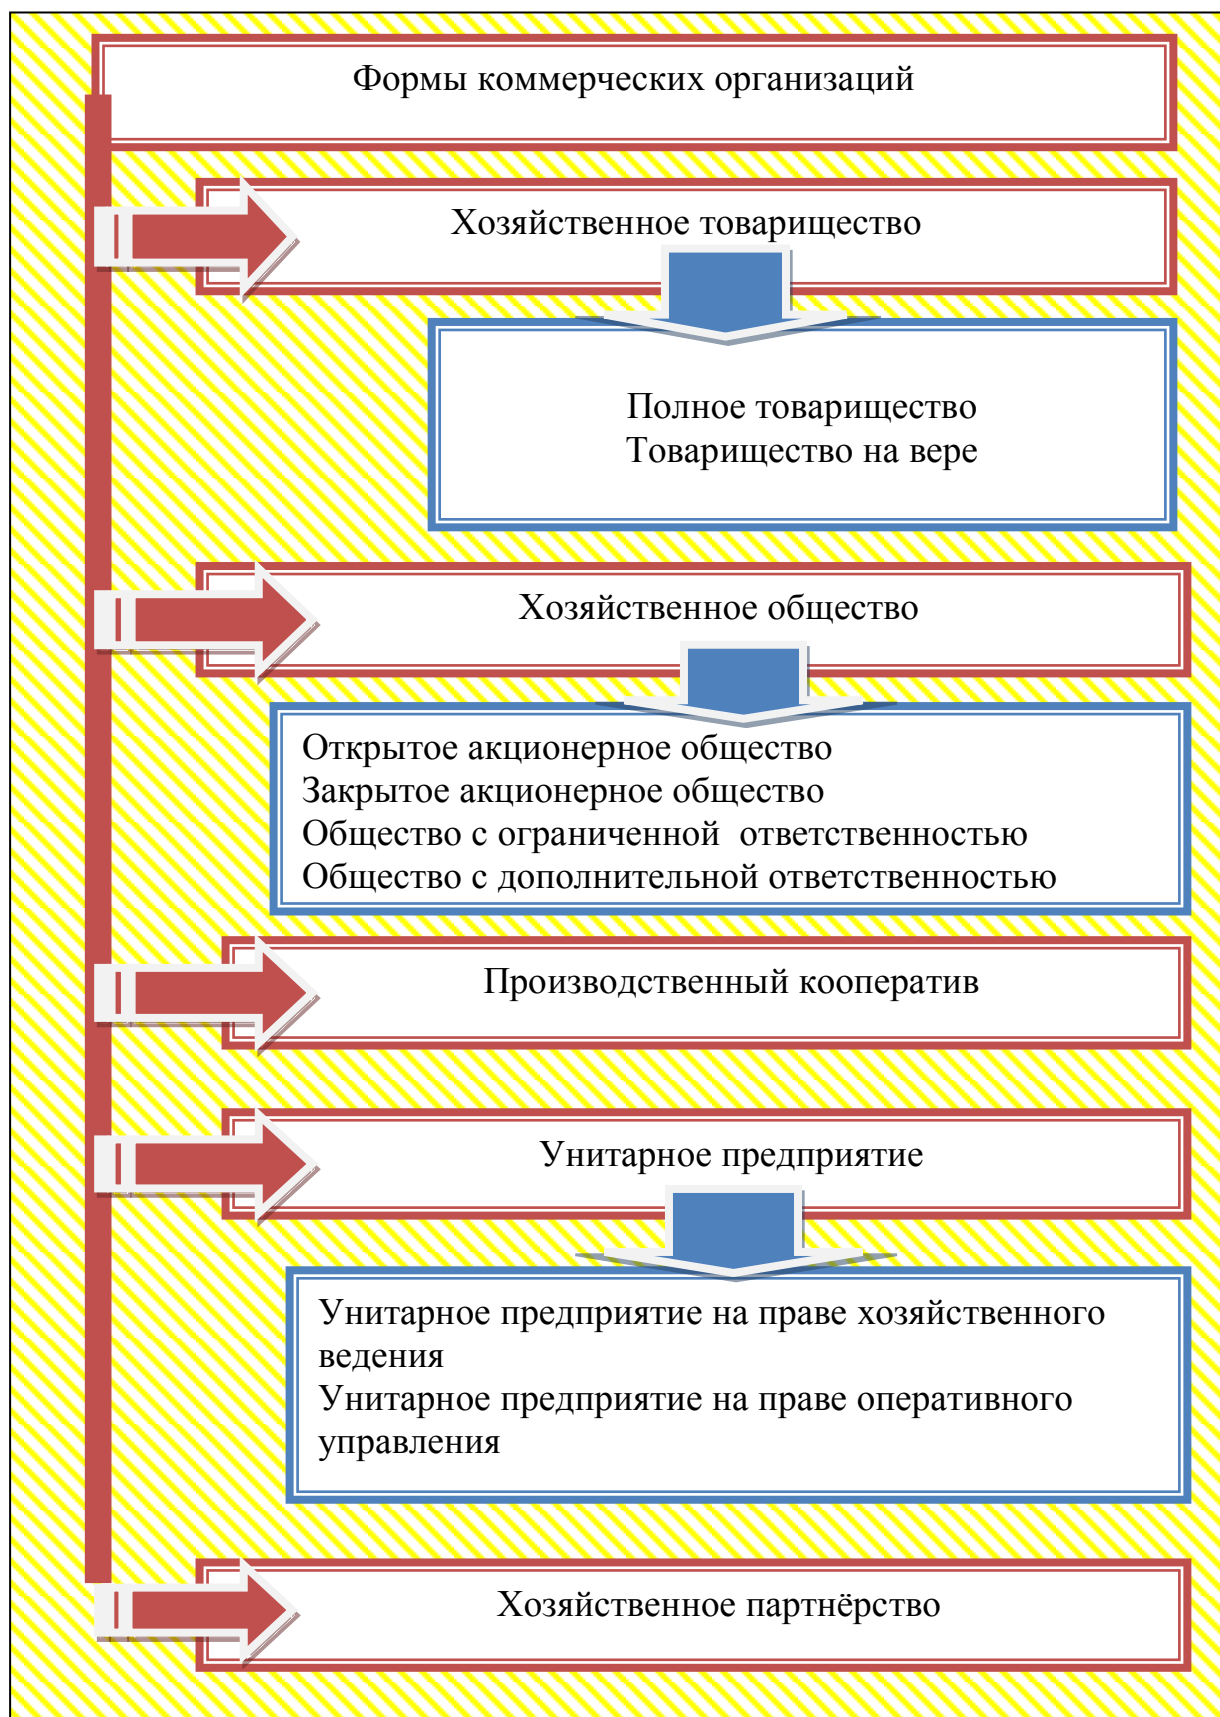 Формы коммерческих организаций
Хозяйственное товарищество
Полное товарищество
Товарищество на вере
Хозяйственное общество
Открытое акционерное общество
Закрытое акционерное общество
Общество с ограниченной  ответственностью
Общество с дополнительной ответственностью
Производственный кооператив
Унитарное предприятие
Унитарное предприятие на праве хозяйственного
ведения
Унитарное предприятие на праве оперативного
управления
Хозяйственное партнёрство